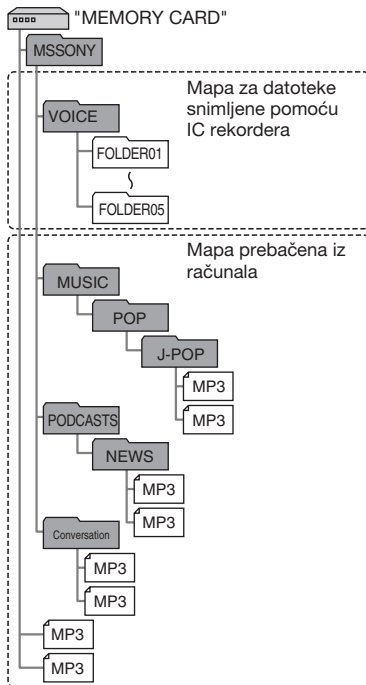 "MEMORY CARD"
MSSONY
Mapa za datoteke
snimljene pomoću
IC rekordera
VOICE
FOLDER01
FOLDER05
Mapa prebačena iz
računala
MUSIC
POP
J-POP
MP3
MP3
PODCASTS
NEWS
MP3
MP3
Conversation
MP3
MP3
MP3
MP3